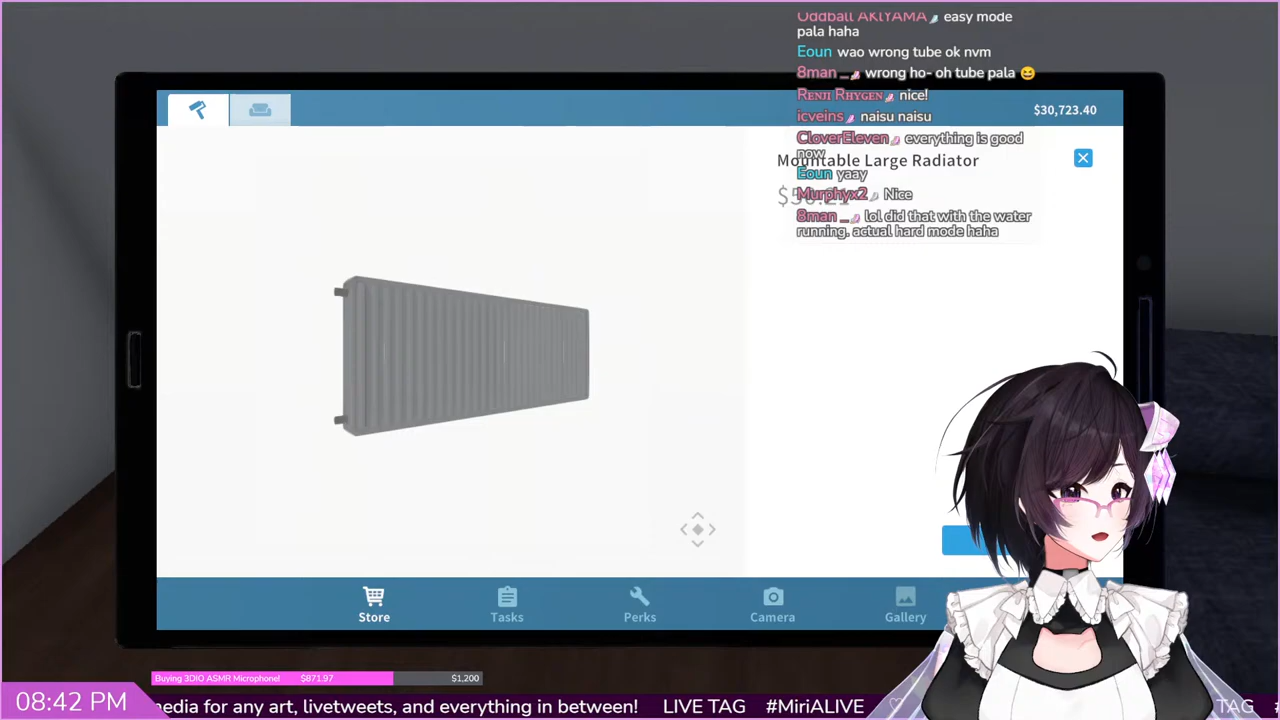 Oddball AKIYAMA easy mode
pala haha
Eoun wao wrong tube ok nvm
8man _ wrong ho- oh tube pala 😆
RENJI RHYGEN nice!
icveins naisu naisu
CloverEleven everything is good
now
Eoun yaay
Murphyx2 Nice
8man _ lol did that with the water
running. actual hard mode haha
$30,723.40
Mountable Large Radiator
Store
Tasks
Perks
Camera
Gallery
Buying 3DIO ASMR Microphone! $871.97 $1,200
08:42 PM
media for any art, livetweets, and everything in between! LIVE TAG #MiriALIVE TAG